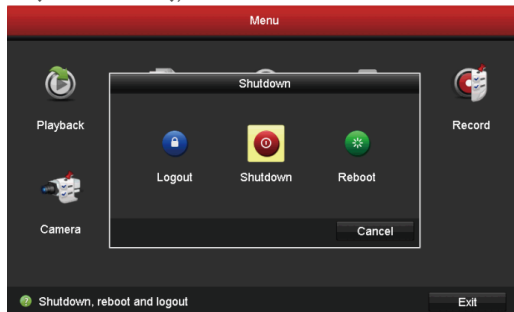 Menu
Shutdown
Playback
Record
Logout
Shutdown
Reboot
Camera
Cancel
Shutdown, reboot and logout
Exit